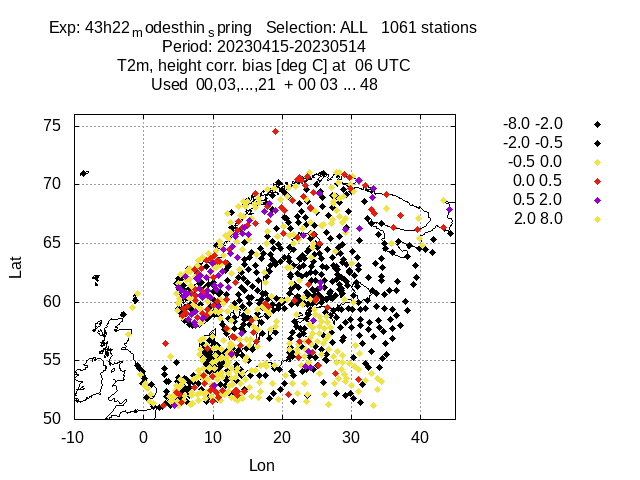 Exp: 43h22modesthinspring Selection: ALL 1061 stations
Period: 20230415-20230514
T2m, height corr. bias [deg C] at 06 UTC
Used 00,03,...,21 + 00 03 ... 48
-8.0 -2.0
-2.0 -0.5
-0.5 0.0
0.0 0.5
0.5 2.0
2.0 8.0
75
70
65
60
55
50
Lat
-10 0 10 20 30 40
Lon